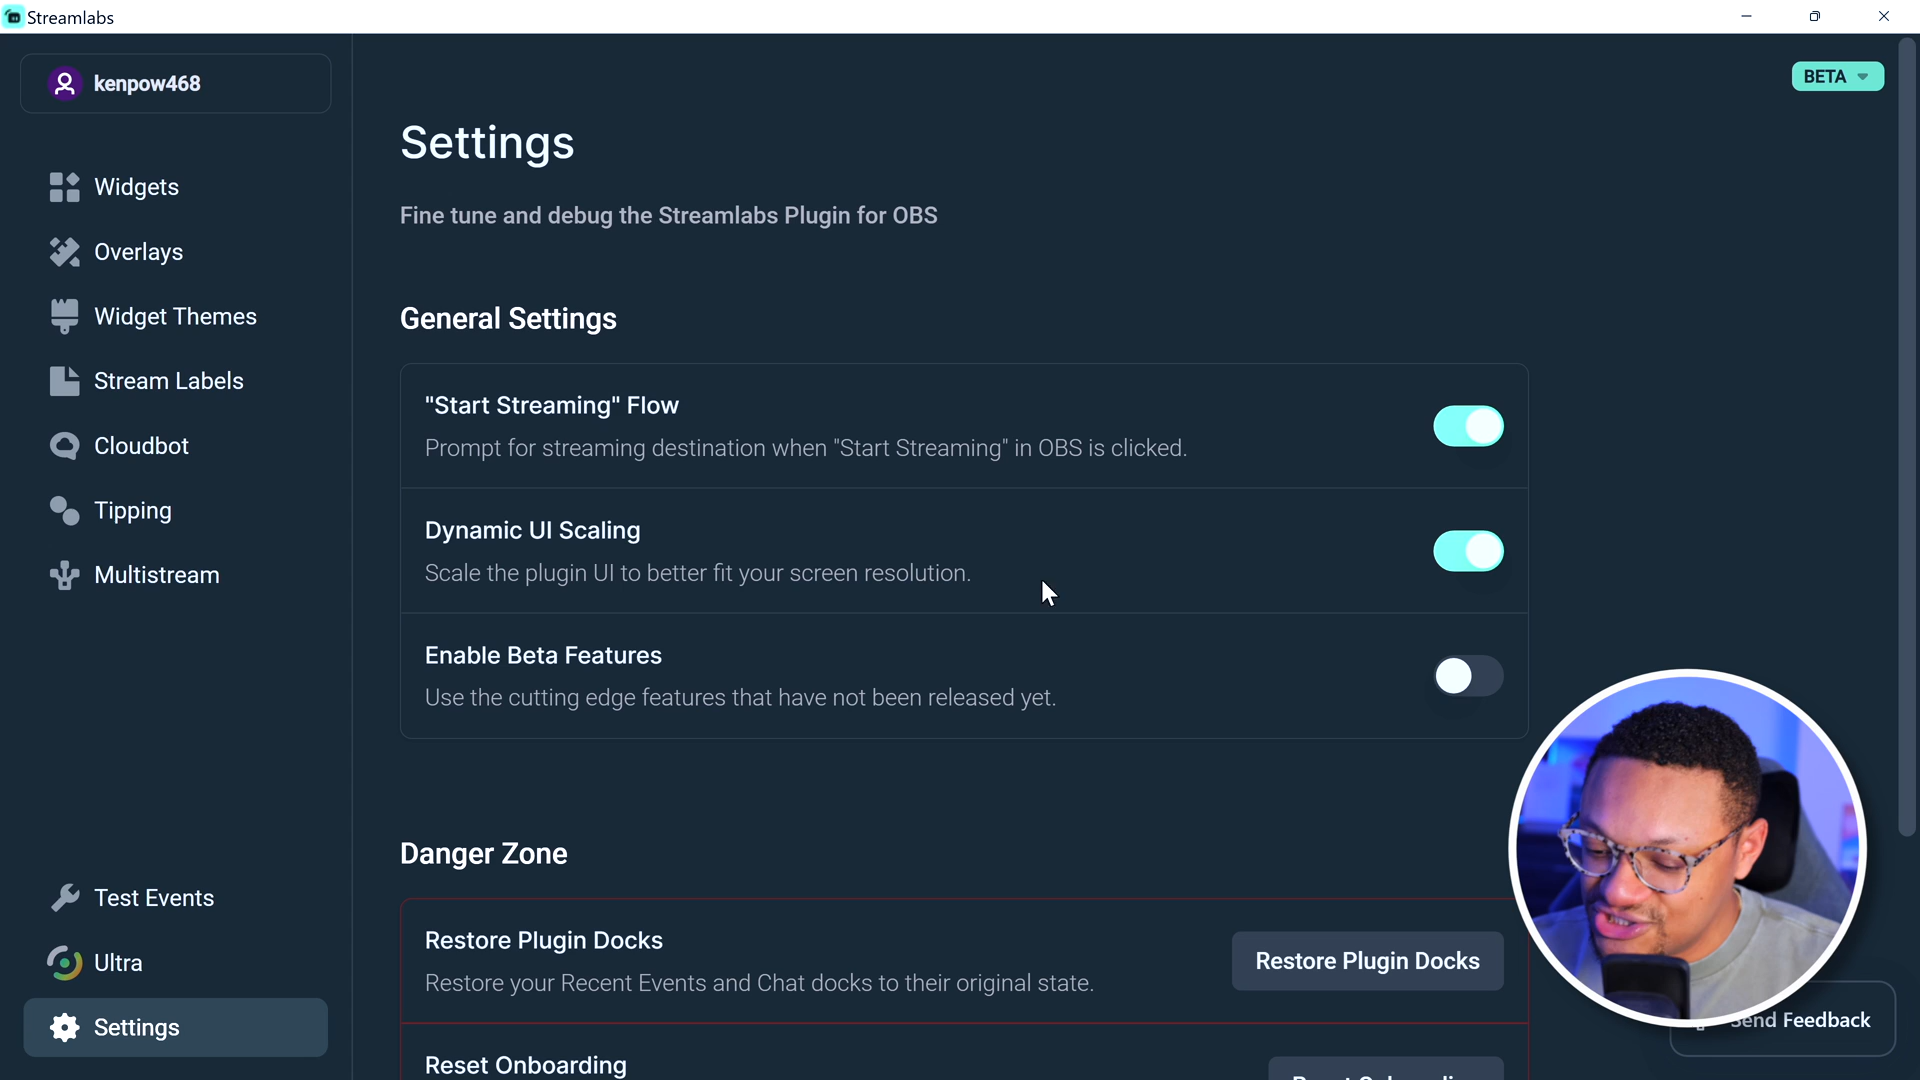 Streamlabs
kenpow468
BETA
Widgets
Overlays
Widget Themes
Stream Labels
Cloudbot
Tipping
Multistream
Test Events
Ultra
Settings
Settings
Fine tune and debug the Streamlabs Plugin for OBS
General Settings
"Start Streaming" Flow
Prompt for streaming destination when "Start Streaming" in OBS is clicked.
Dynamic UI Scaling
Scale the plugin UI to better fit your screen resolution.
Enable Beta Features
Use the cutting edge features that have not been released yet.
Danger Zone
Restore Plugin Docks
Restore your Recent Events and Chat docks to their original state.
Restore Plugin Docks
Reset Onboarding
Send Feedback